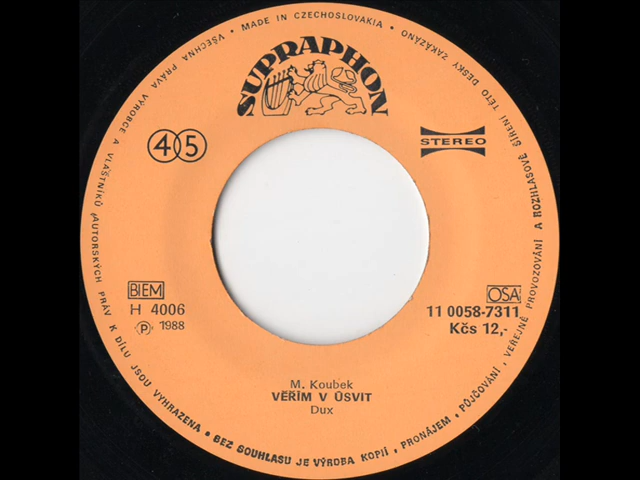 • MADE IN CZECHOSLOVAKIA • VŠECHNA PRÁVA VÝROBCE A VLASTNÍKŮ AUTORSKÝCH PRÁV K DÍLU JSOU VYHRAZENA • BEZ SOUHLASU JE VÝROBA KOPIÍ, PRONÁJEM, PŮJČOVÁNÍ, VEŘEJNÉ PROVOZOVÁNÍ A ROZHLASOVÉ ŠÍŘENÍ TÉTO DESKY ZAKÁZÁNO
SUPRAPHON
45
STEREO
BIEM
H 4006
Ⓟ 1988
OSA
11 0058-7311
Kčs 12,-
M. Koubek
VĚŘÍM V ÚSVIT
Dux